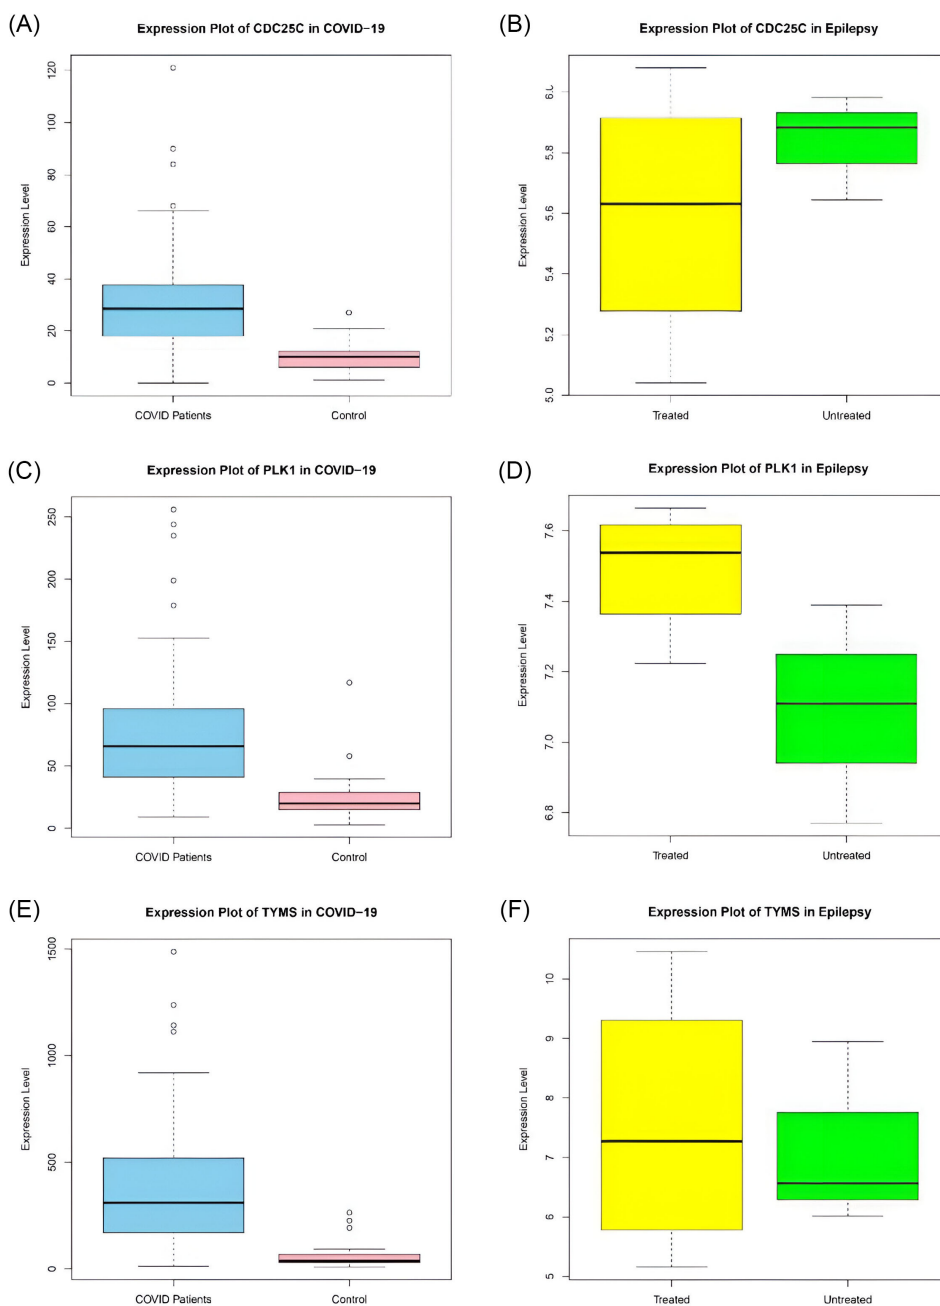 (A)
Expression Plot of CDC25C in COVID−19
Expression Level
120
100
80
60
40
20
0
COVID Patients
Control
(B)
Expression Plot of CDC25C in Epilepsy
Expression Level
6.0
5.8
5.6
5.4
5.2
5.0
Treated
Untreated
(C)
Expression Plot of PLK1 in COVID−19
Expression Level
250
200
150
100
50
0
COVID Patients
Control
(D)
Expression Plot of PLK1 in Epilepsy
Expression Level
7.6
7.4
7.2
7.0
6.8
Treated
Untreated
(E)
Expression Plot of TYMS in COVID−19
Expression Level
1500
1000
500
0
COVID Patients
Control
(F)
Expression Plot of TYMS in Epilepsy
Expression Level
10
9
8
7
6
5
Treated
Untreated